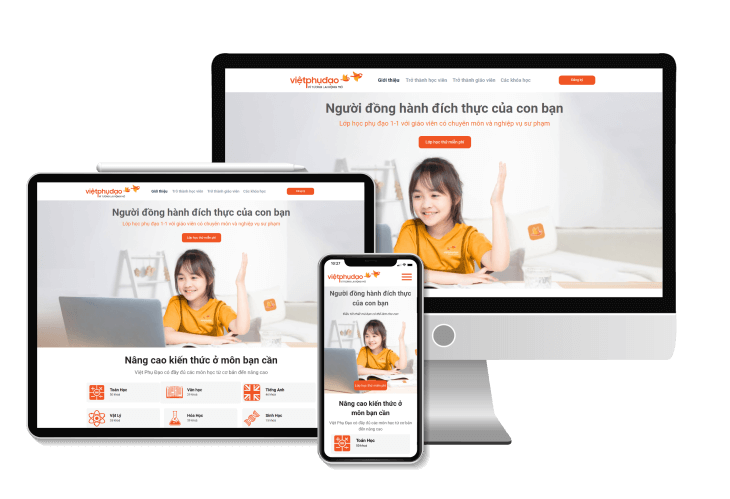 việtphụđạo
Giới thiệu Trở thành học viên Trở thành giáo viên Các khóa học Đăng ký
Người đồng hành đích thực của con bạn
Lớp học phụ đạo 1-1 với giáo viên có chuyên môn và nghiệp vụ sư phạm
Lớp học thử miễn phí
việtphụđạo
Giới thiệu Trở thành học viên Trở thành giáo viên Các khóa học
Người đồng hành đích thực của con bạn
Lớp học phụ đạo 1-1 với giáo viên có chuyên môn và nghiệp vụ sư phạm
Lớp học thử miễn phí
Nâng cao kiến thức ở môn bạn cần
Việt Phụ Đạo có đầy đủ các môn học từ cơ bản đến nâng cao
Toán Học Văn học Tiếng Anh
Vật Lý Hóa Học Sinh Học
10:27
việtphụđạo
Người đồng hành đích thực
của con bạn
Lớp học thử miễn phí
Nâng cao kiến thức ở
môn bạn cần
Việt Phụ Đạo có đầy đủ các môn học từ cơ bản
đến nâng cao
Toán Học